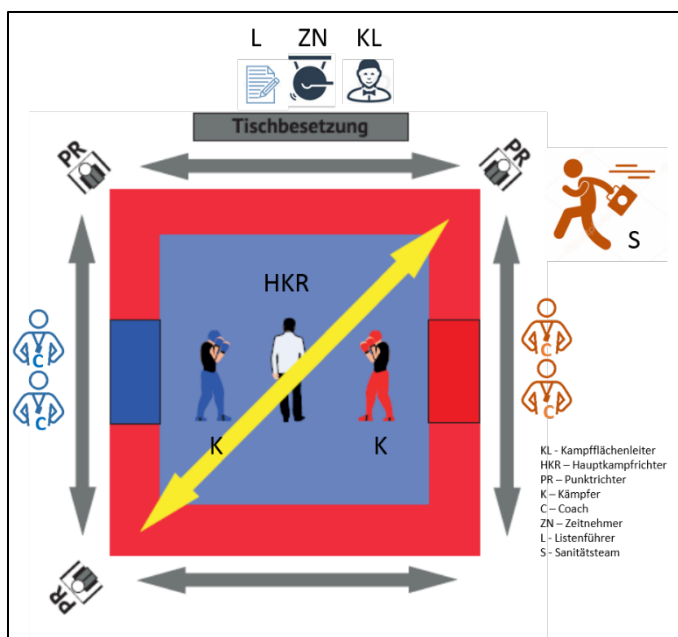 L ZN KL
Tischbesetzung
PR
PR
S
HKR
C
C
C
C
K
K
KL - Kampfflächenleiter
HKR – Hauptkampfrichter
PR – Punktrichter
K – Kämpfer
C – Coach
ZN – Zeitnehmer
L - Listenführer
S - Sanitätsteam
PR